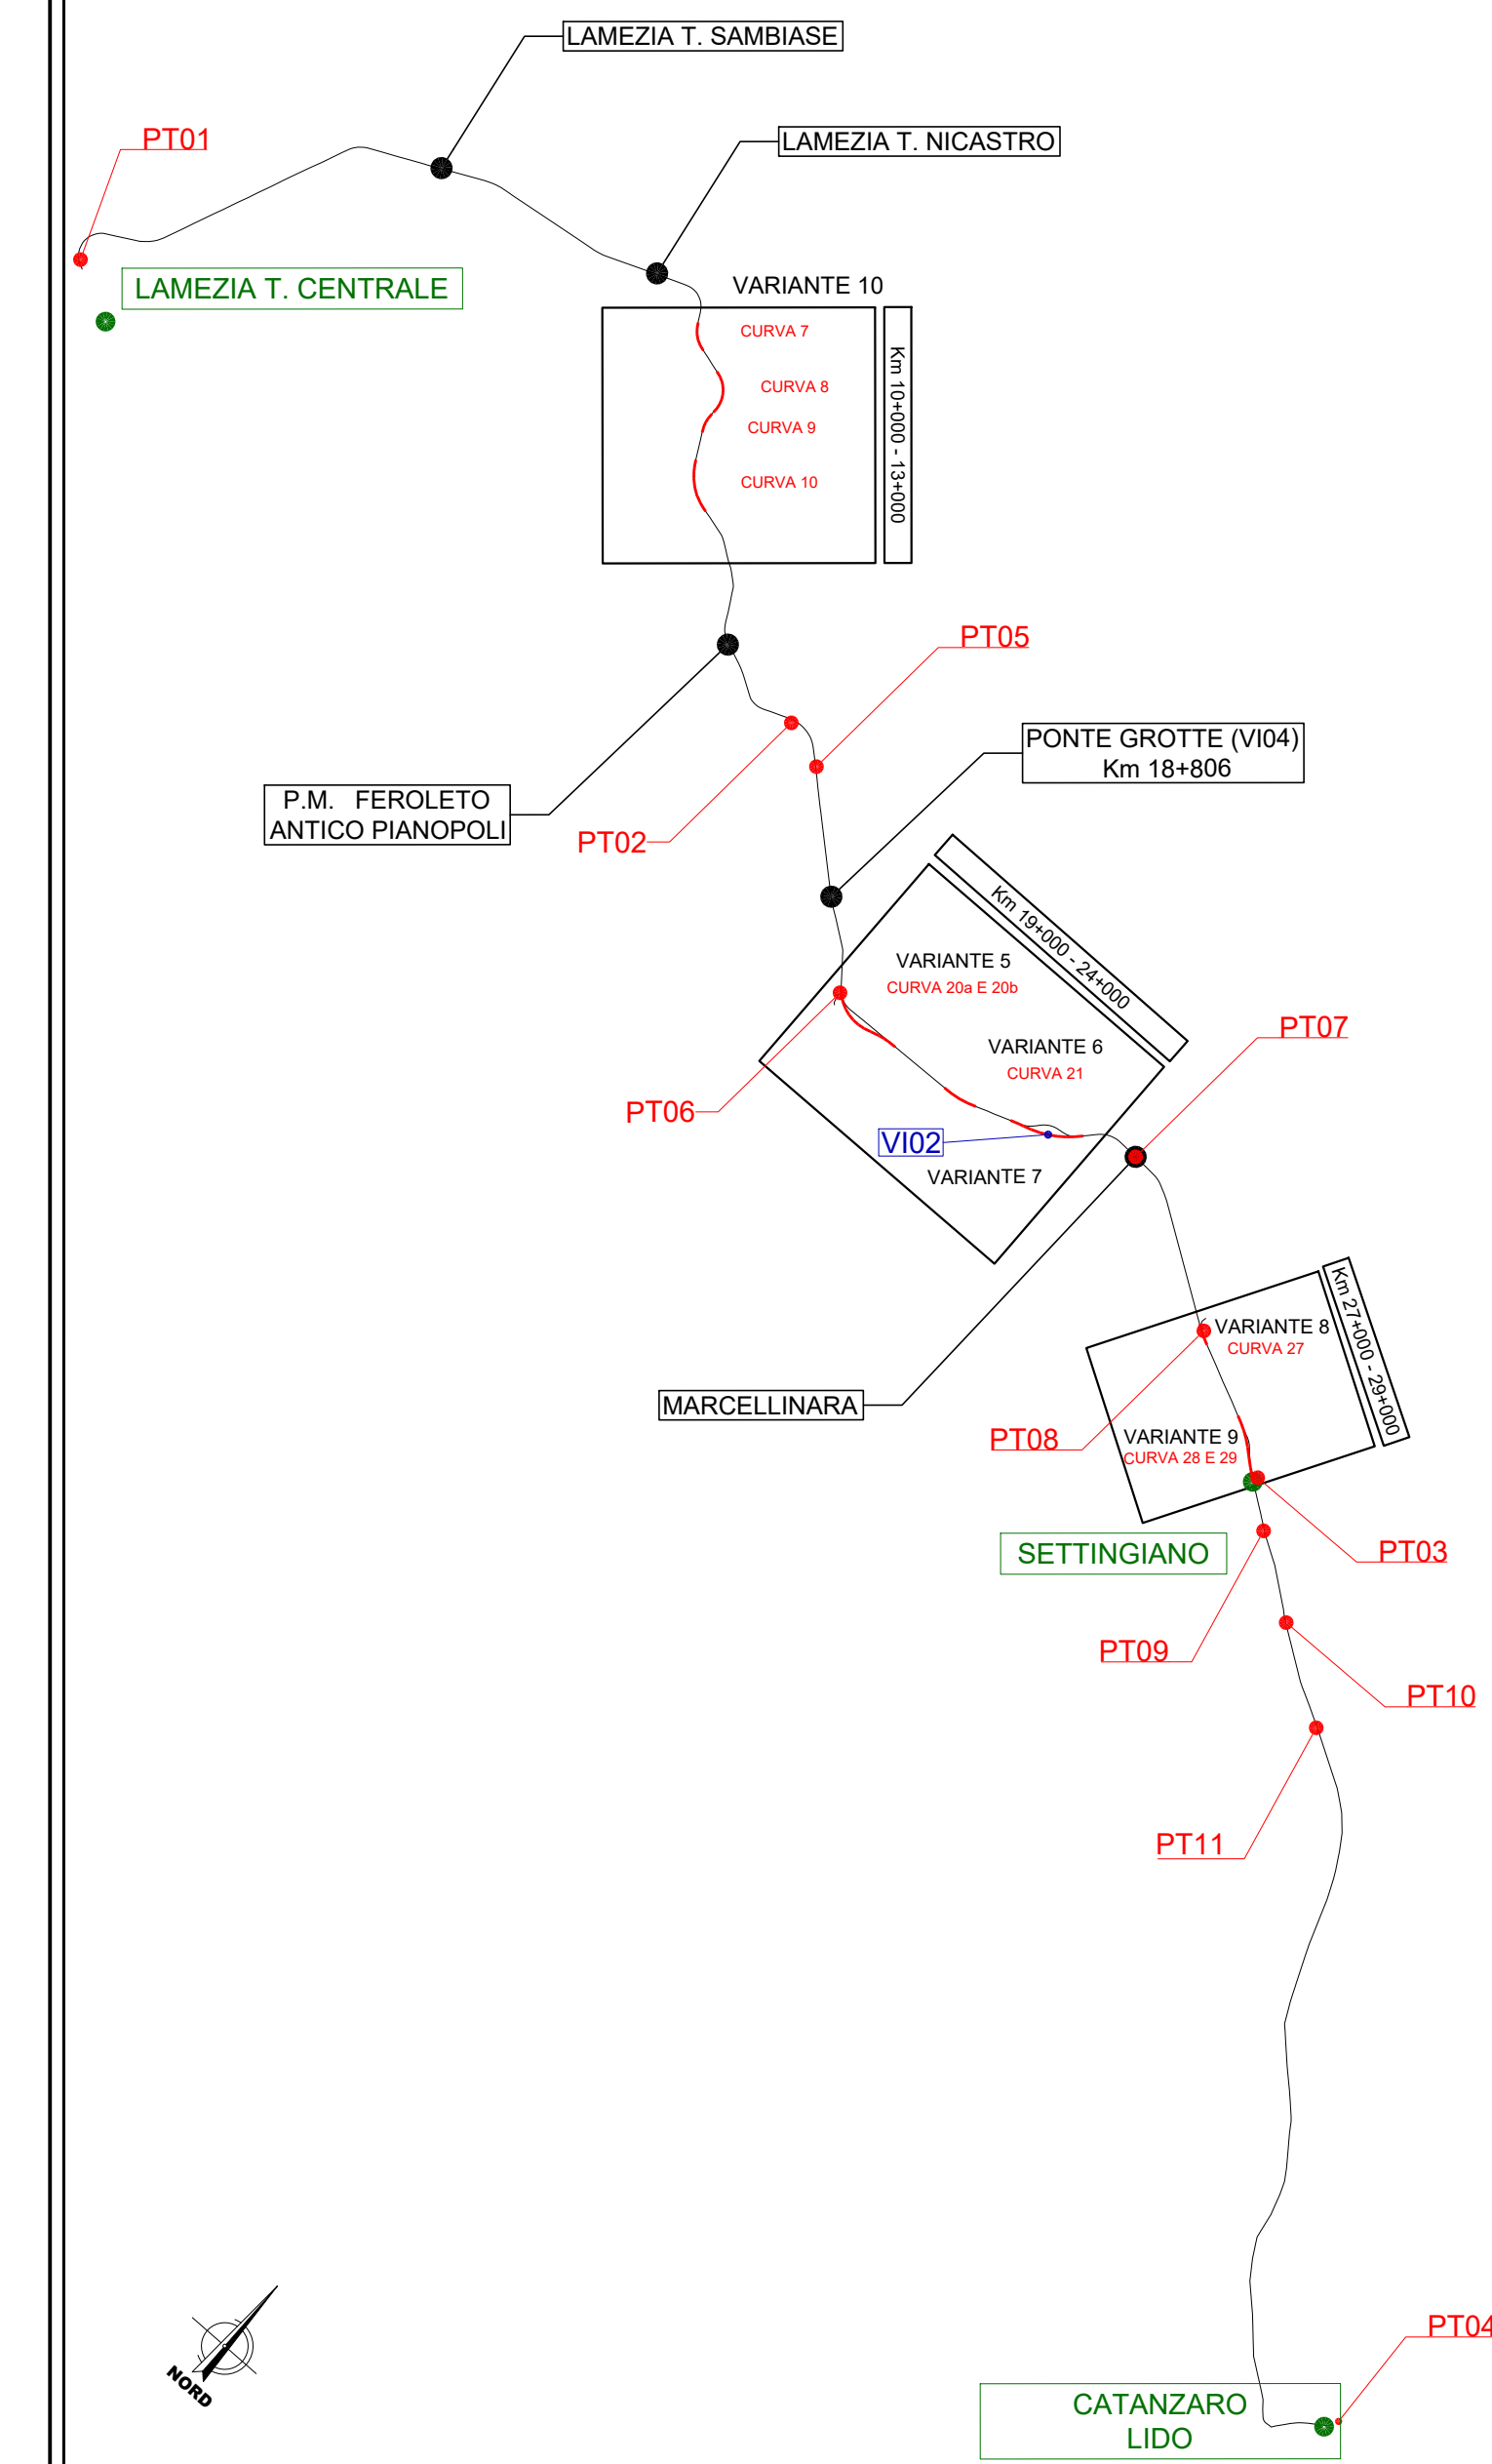 LAMEZIA T. SAMBIASE
PT01
LAMEZIA T. NICASTRO
LAMEZIA T. CENTRALE
VARIANTE 10
CURVA 7
CURVA 8
CURVA 9
CURVA 10
Km 10+000 - 13+000
PT05
PONTE GROTTE (VI04)
Km 18+806
P.M. FEROLETO
ANTICO PIANOPOLI
PT02
Km 19+000 - 24+000
VARIANTE 5
CURVA 20a E 20b
VARIANTE 6
CURVA 21
PT07
PT06
VI02
VARIANTE 7
Km 27+000 - 29+000
VARIANTE 8
CURVA 27
MARCELLINARA
PT08
VARIANTE 9
CURVA 28 E 29
SETTINGIANO
PT03
PT09
PT10
PT11
NORD
PT04
CATANZARO
LIDO